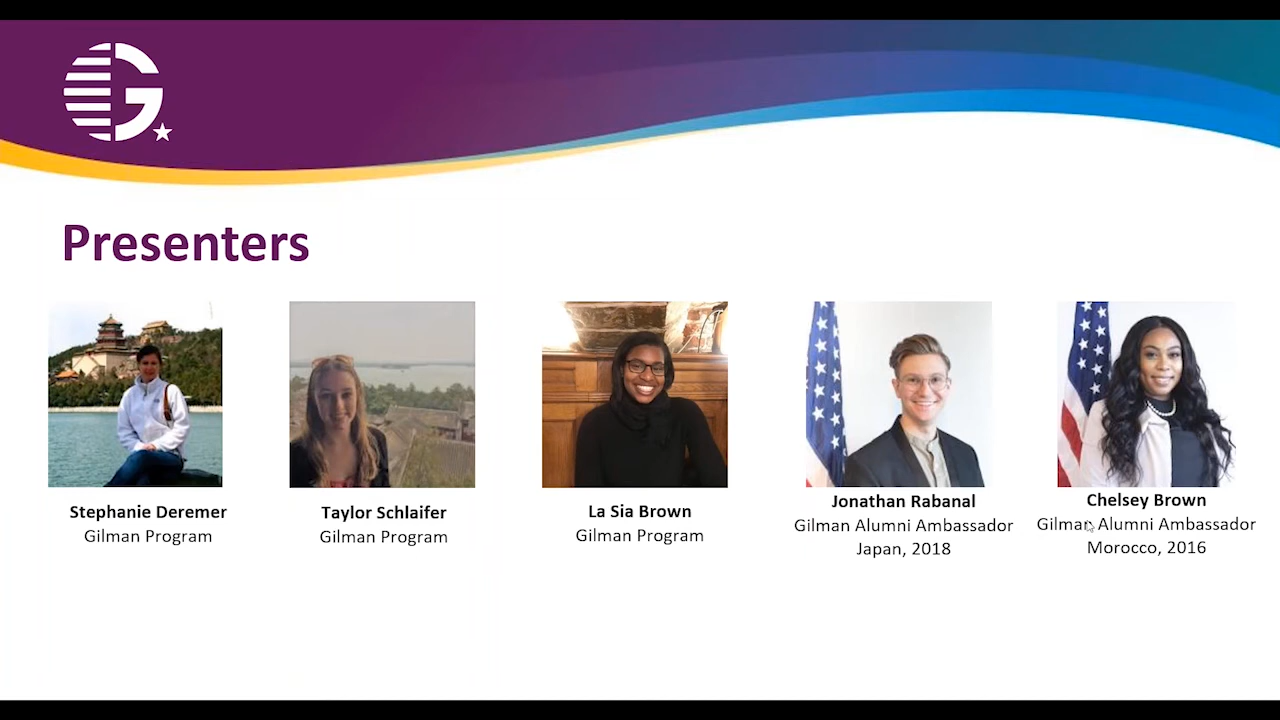 G
Presenters
Stephanie Deremer
Gilman Program
Taylor Schlaifer
Gilman Program
La Sia Brown
Gilman Program
Jonathan Rabanal
Gilman Alumni Ambassador
Japan, 2018
Chelsey Brown
Gilman Alumni Ambassador
Morocco, 2016